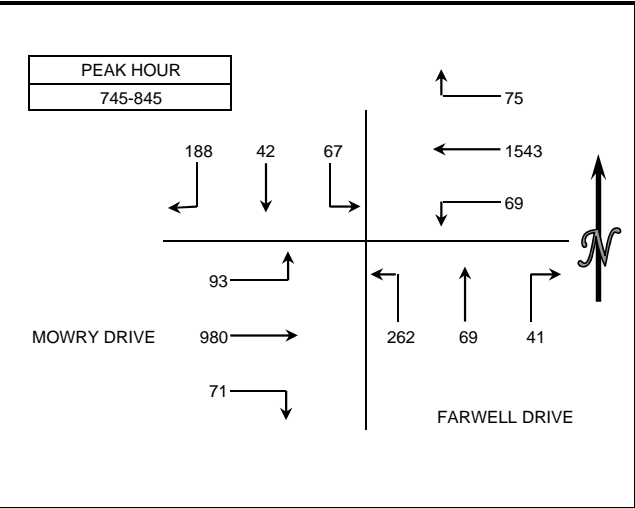 PEAK HOUR
745-845
75
188 42 67 1543
69
93
N
MOWRY DRIVE 980 262 69 41
71
FARWELL DRIVE